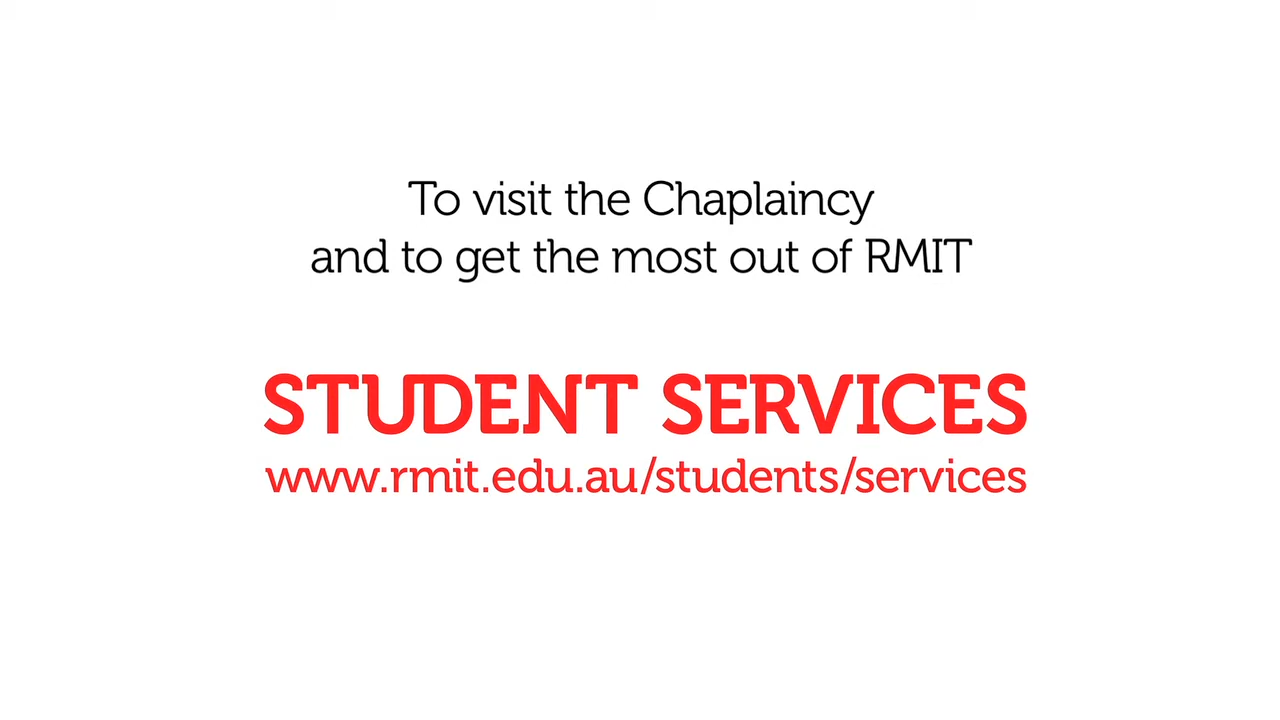 To visit the Chaplaincy
and to get the most out of RMIT
STUDENT SERVICES
www.rmit.edu.au/students/services